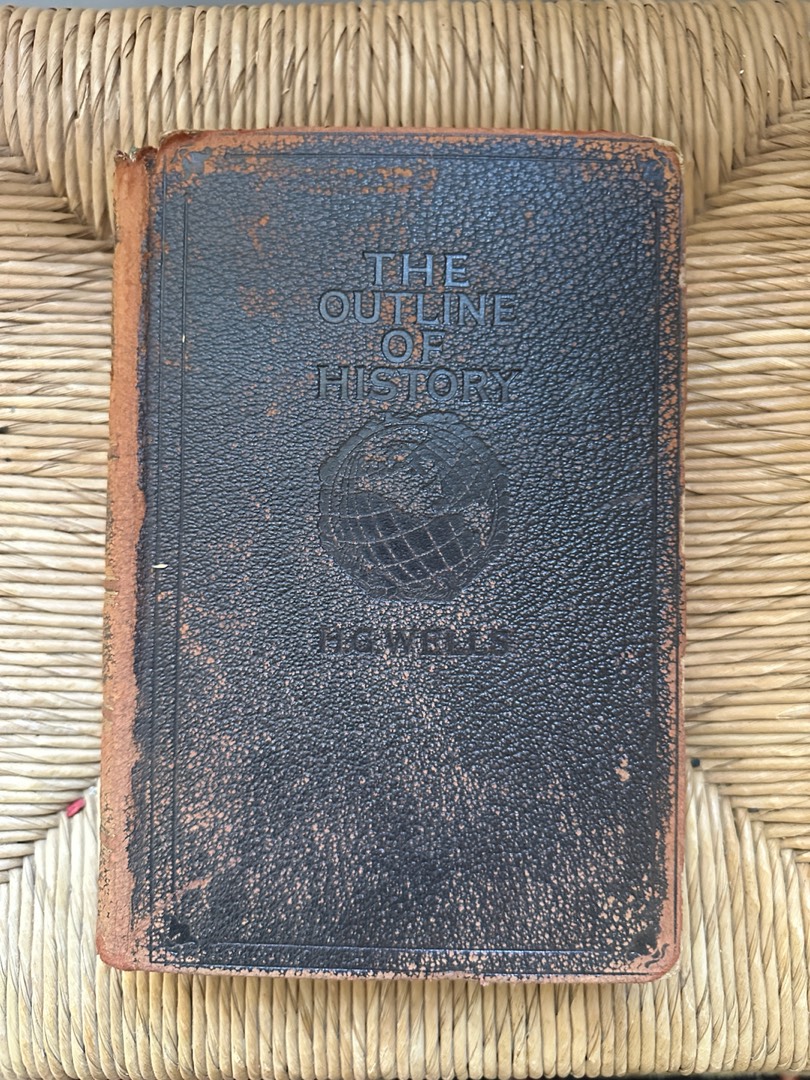 THE
OUTLINE
OF
HISTORY
H.G.WELLS